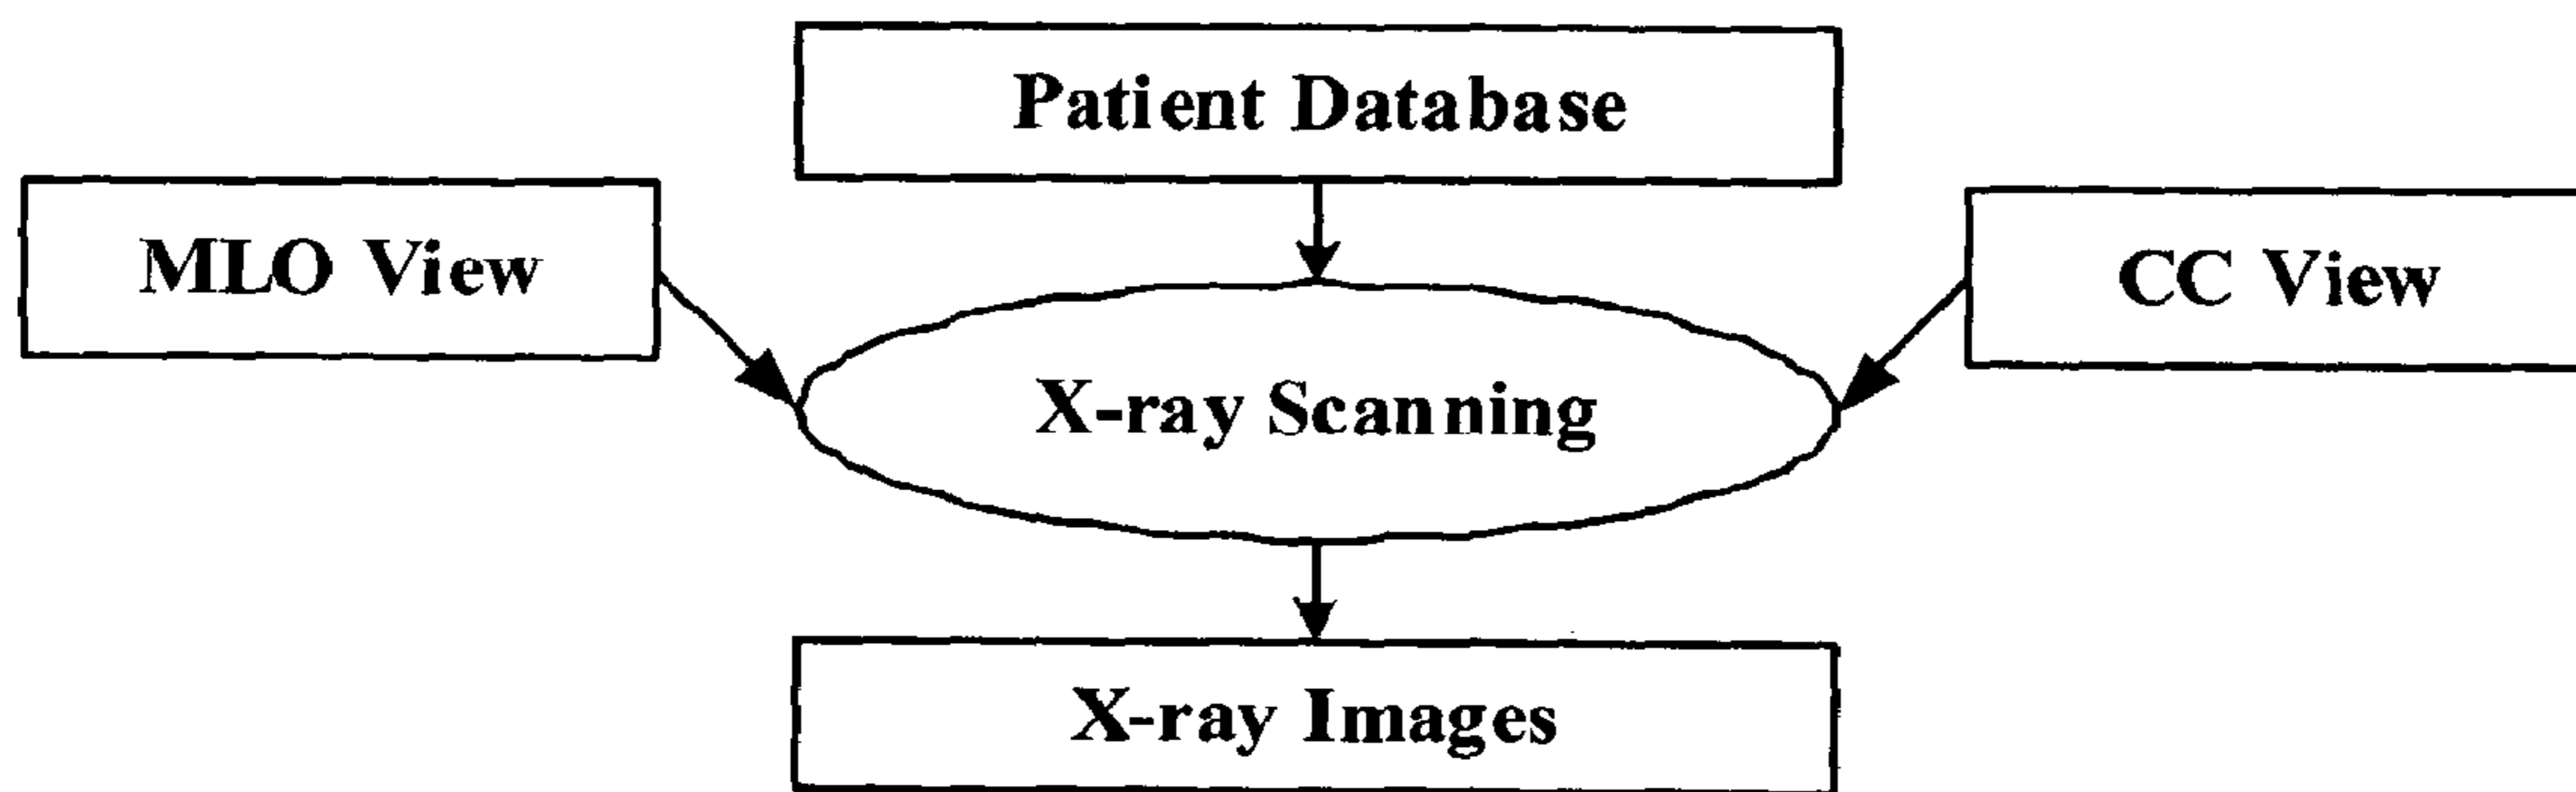 Patient Database
MLO View
CC View
X-ray Scanning
X-ray Images